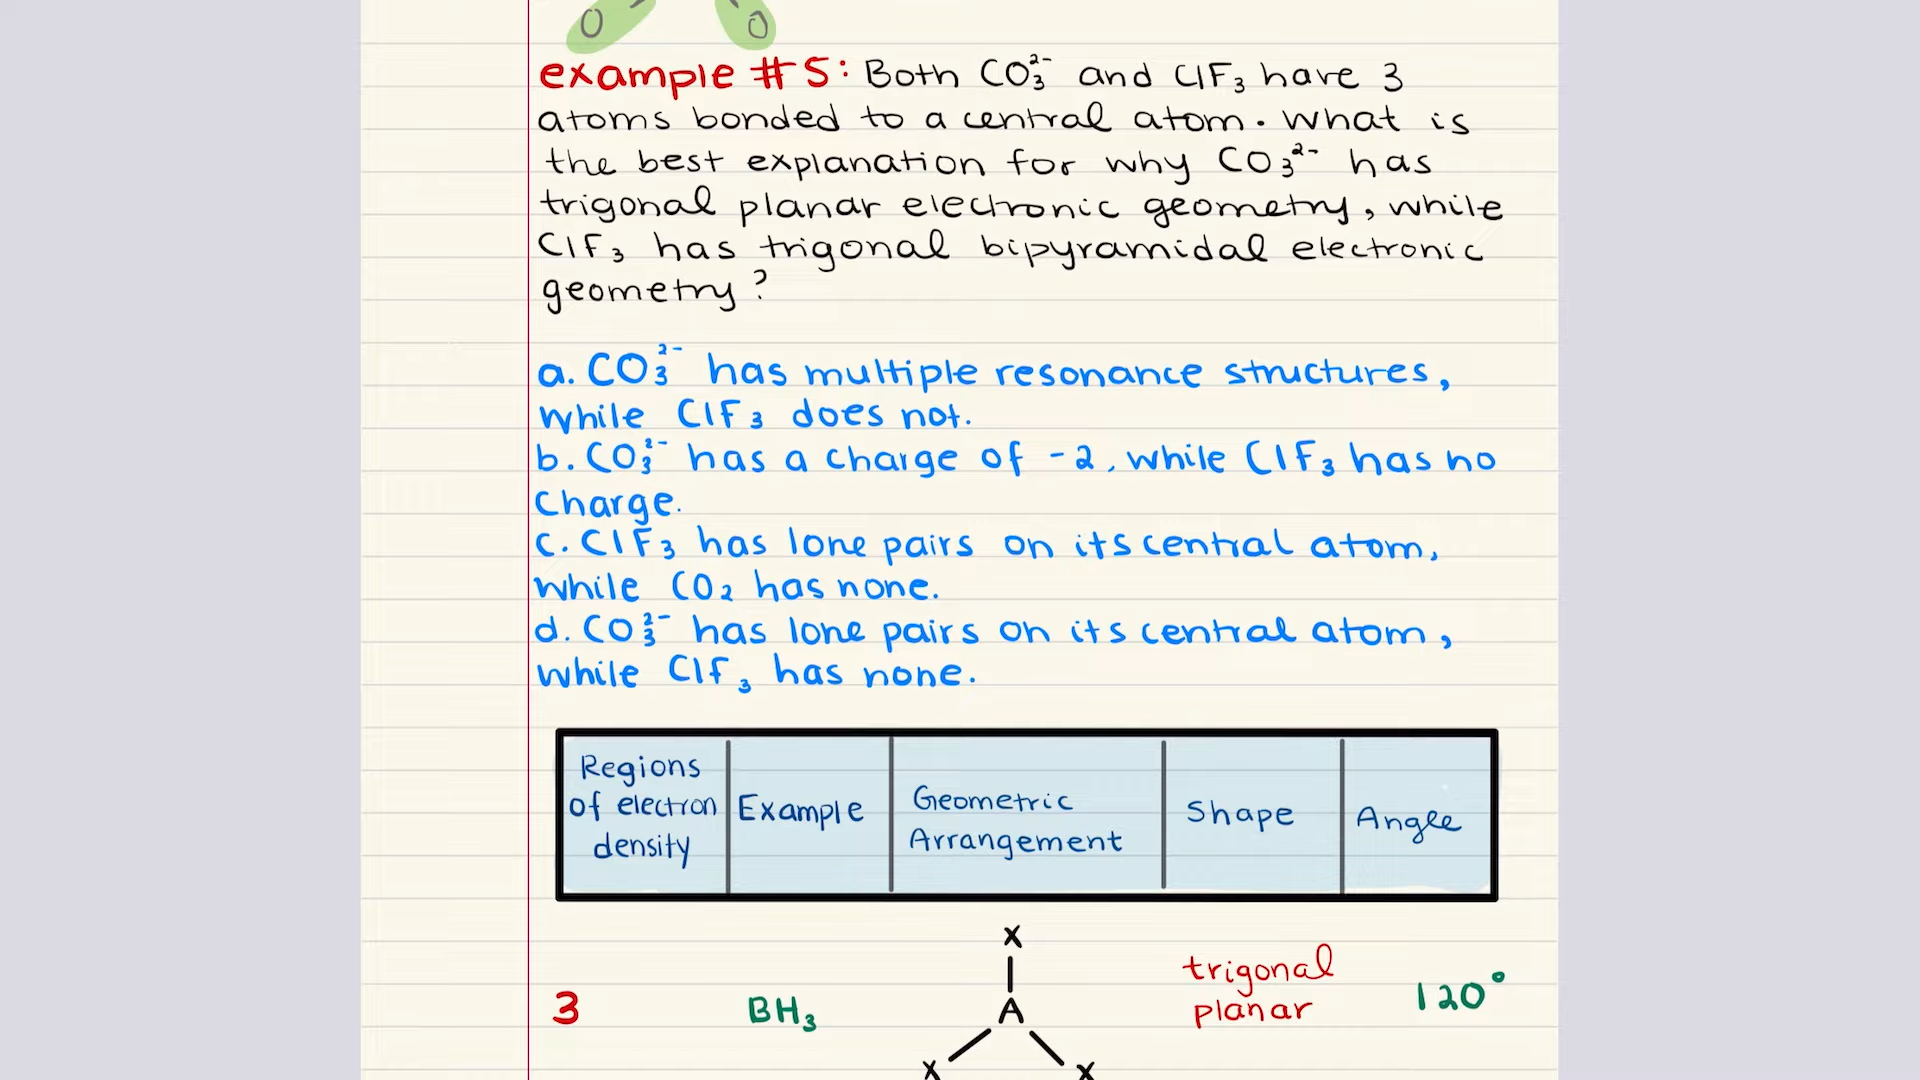 O O
example #5: Both CO₃²⁻ and ClF₃ have 3
atoms bonded to a central atom. What is
the best explanation for why CO₃²⁻ has
trigonal planar electronic geometry, while
ClF₃ has trigonal bipyramidal electronic
geometry?
a. CO₃²⁻ has multiple resonance structures,
while ClF₃ does not.
b. CO₃²⁻ has a charge of -2, while ClF₃ has no
charge.
c. ClF₃ has lone pairs on its central atom,
while CO₂ has none.
d. CO₃²⁻ has lone pairs on its central atom,
while ClF₃ has none.
Regions
of electron
density
Example
Geometric
Arrangement
Shape
Angle
3
BH₃
X
A
X X
trigonal
planar
120°